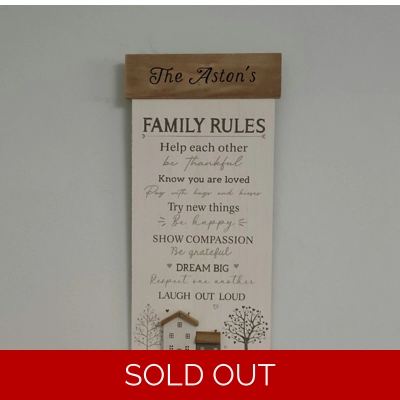 The Aston's
FAMILY RULES
Help each other
be thankful
Know you are loved
Pay with hugs and kisses
Try new things
Be happy
SHOW COMPASSION
Be grateful
DREAM BIG
Respect one another
LAUGH OUT LOUD
SOLD OUT